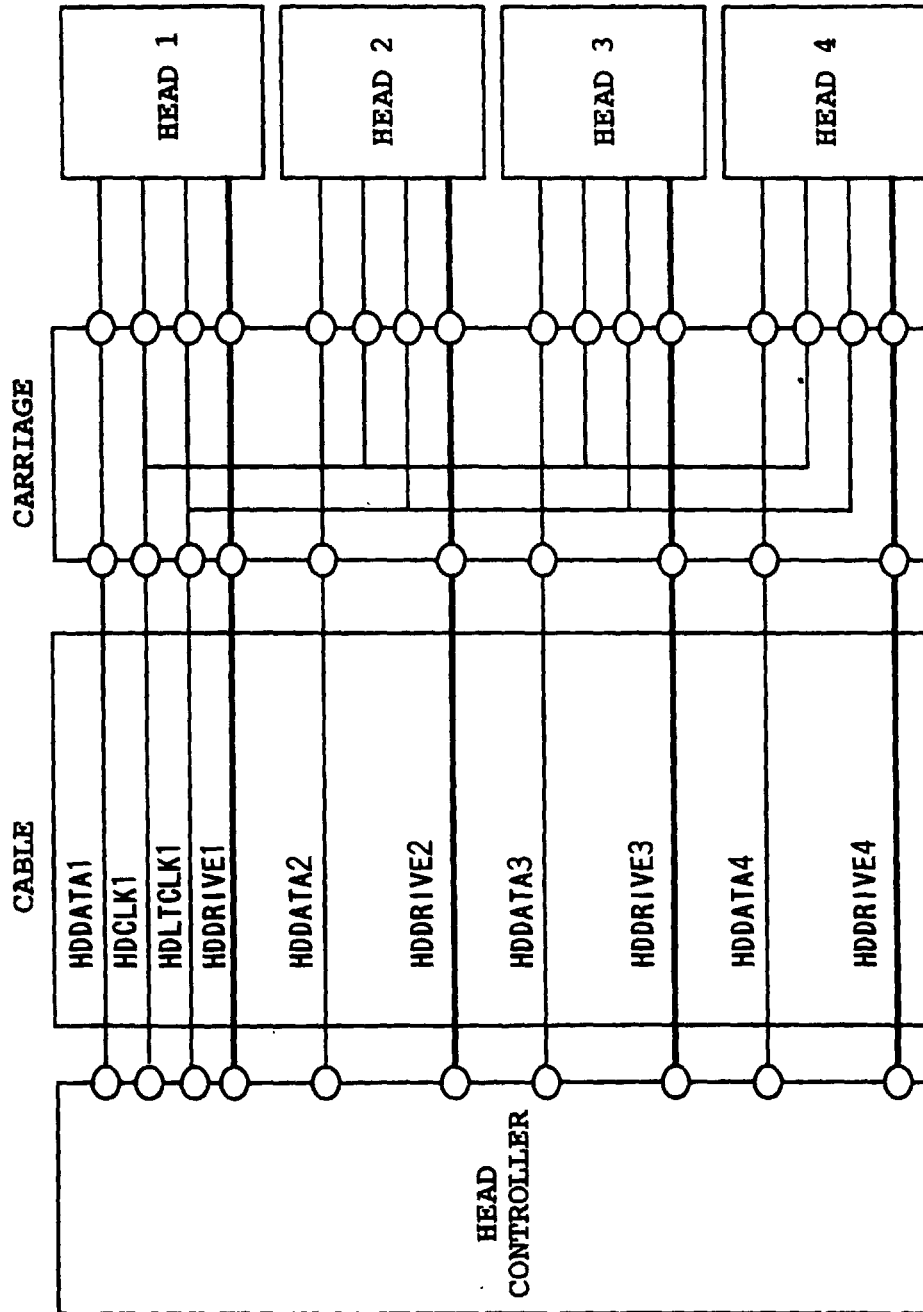 CABLE
CARRIAGE
HEAD
CONTROLLER
HDDATA1
HDCLK1
HDLTCLK1
HDDRIVE1
HDDATA2
HDDRIVE2
HDDATA3
HDDRIVE3
HDDATA4
HDDRIVE4
HEAD 1
HEAD 2
HEAD 3
HEAD 4